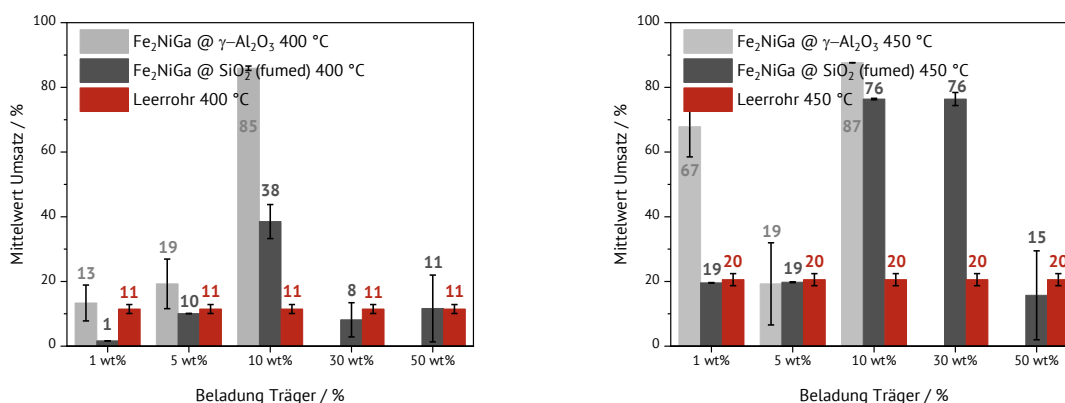 100
80
60
40
20
0
Mittelwert Umsatz / %
Fe₂NiGa @ γ–Al₂O₃ 400 °C
Fe₂NiGa @ SiO₂ (fumed) 400 °C
Leerrohr 400 °C
13
1
11
19
10
11
85
38
11
8
11
11
11
1 wt%
5 wt%
10 wt%
30 wt%
50 wt%
Beladung Träger / %
100
80
60
40
20
0
Mittelwert Umsatz / %
Fe₂NiGa @ γ–Al₂O₃ 450 °C
Fe₂NiGa @ SiO₂ (fumed) 450 °C
Leerrohr 450 °C
67
19
20
19
19
20
87
76
20
76
20
15
20
1 wt%
5 wt%
10 wt%
30 wt%
50 wt%
Beladung Träger / %